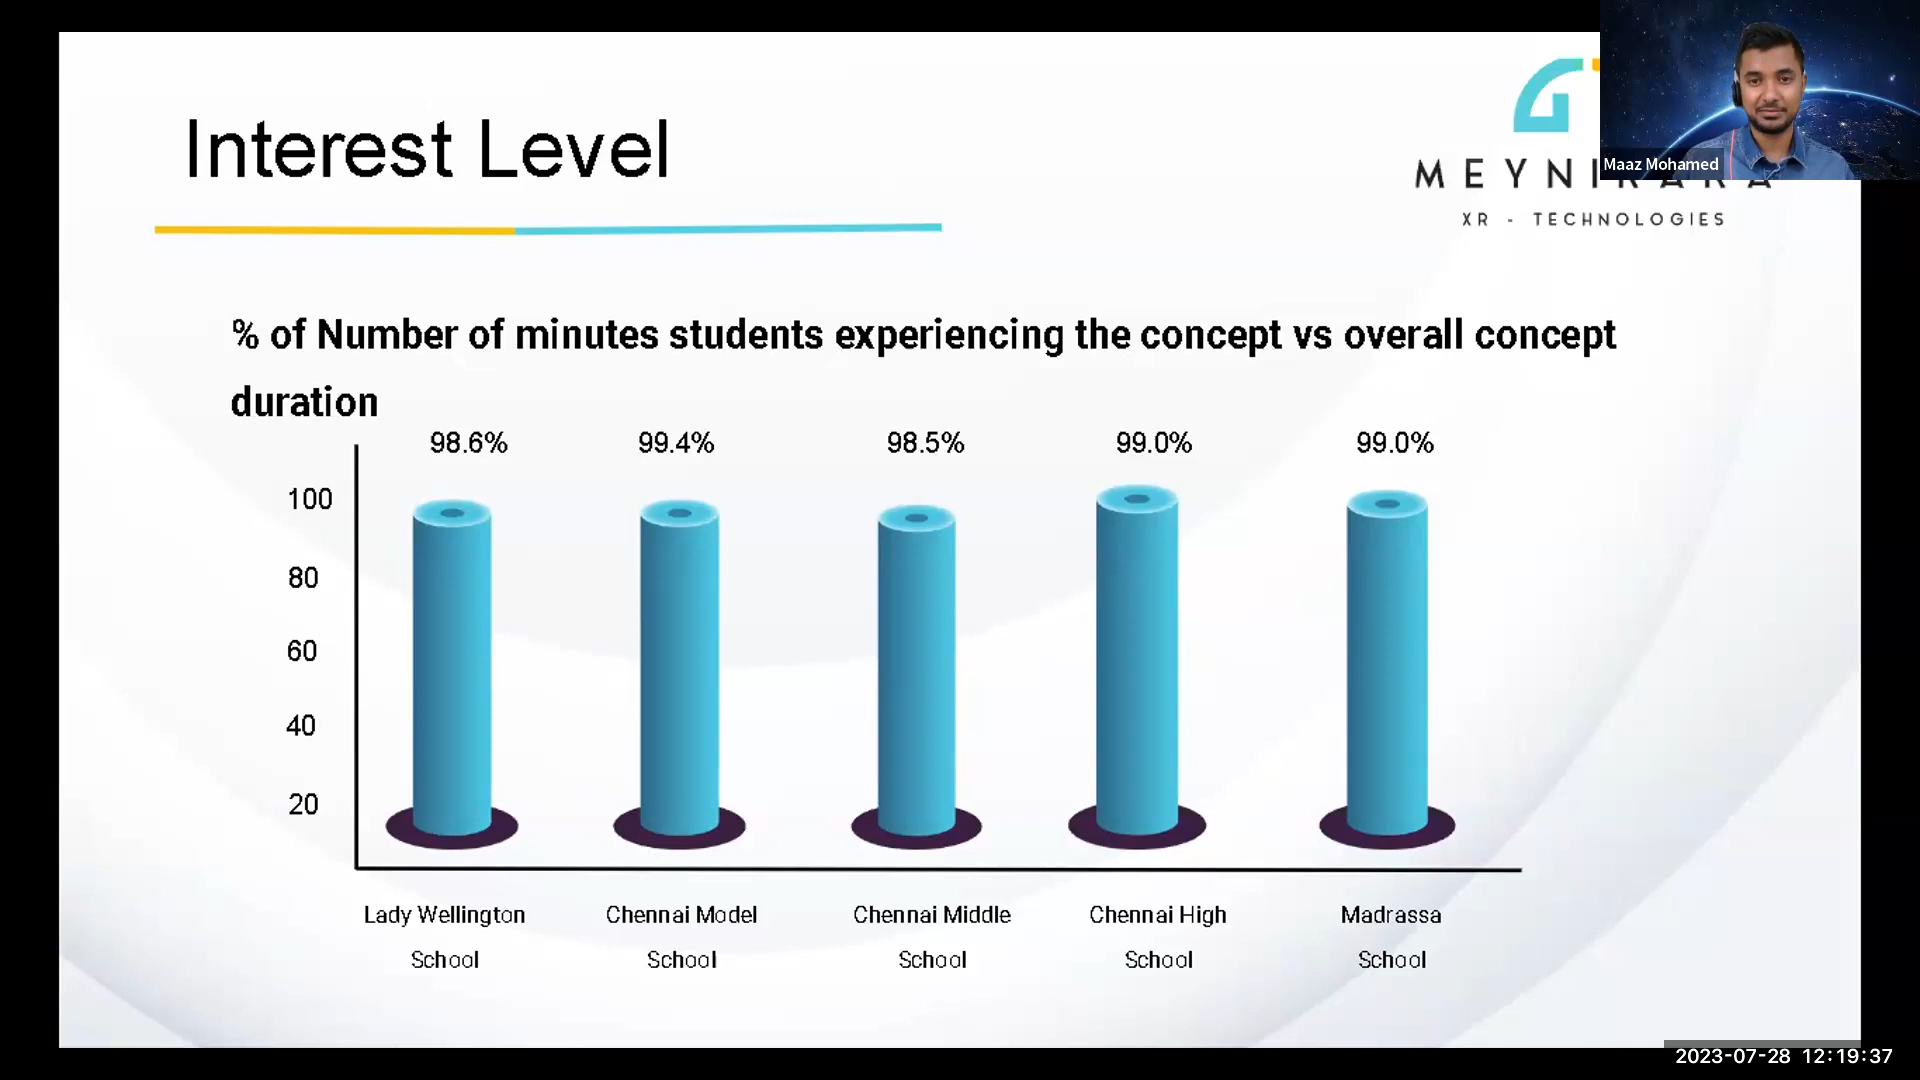 Interest Level
XR - TECHNOLOGIES
Maaz Mohamed
% of Number of minutes students experiencing the concept vs overall concept
duration
98.6% 99.4% 98.5% 99.0% 99.0%
100
80
60
40
20
Lady Wellington Chennai Model Chennai Middle Chennai High Madrassa
School School School School School
2023-07-28 12:19:37